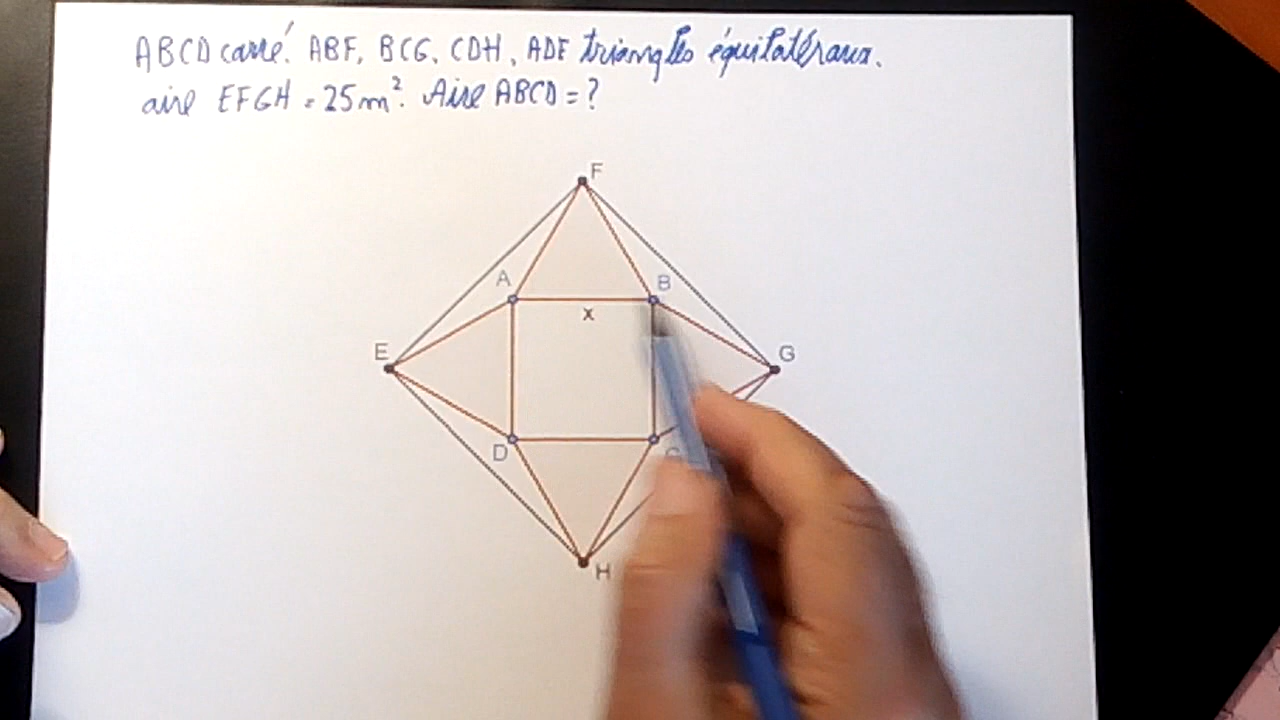 ABCD carré. ABF, BCG, CDH, ADE triangles équilatéraux.
aire EFGH = 25m². Aire ABCD = ?
F
A
B
x
E
G
D
H